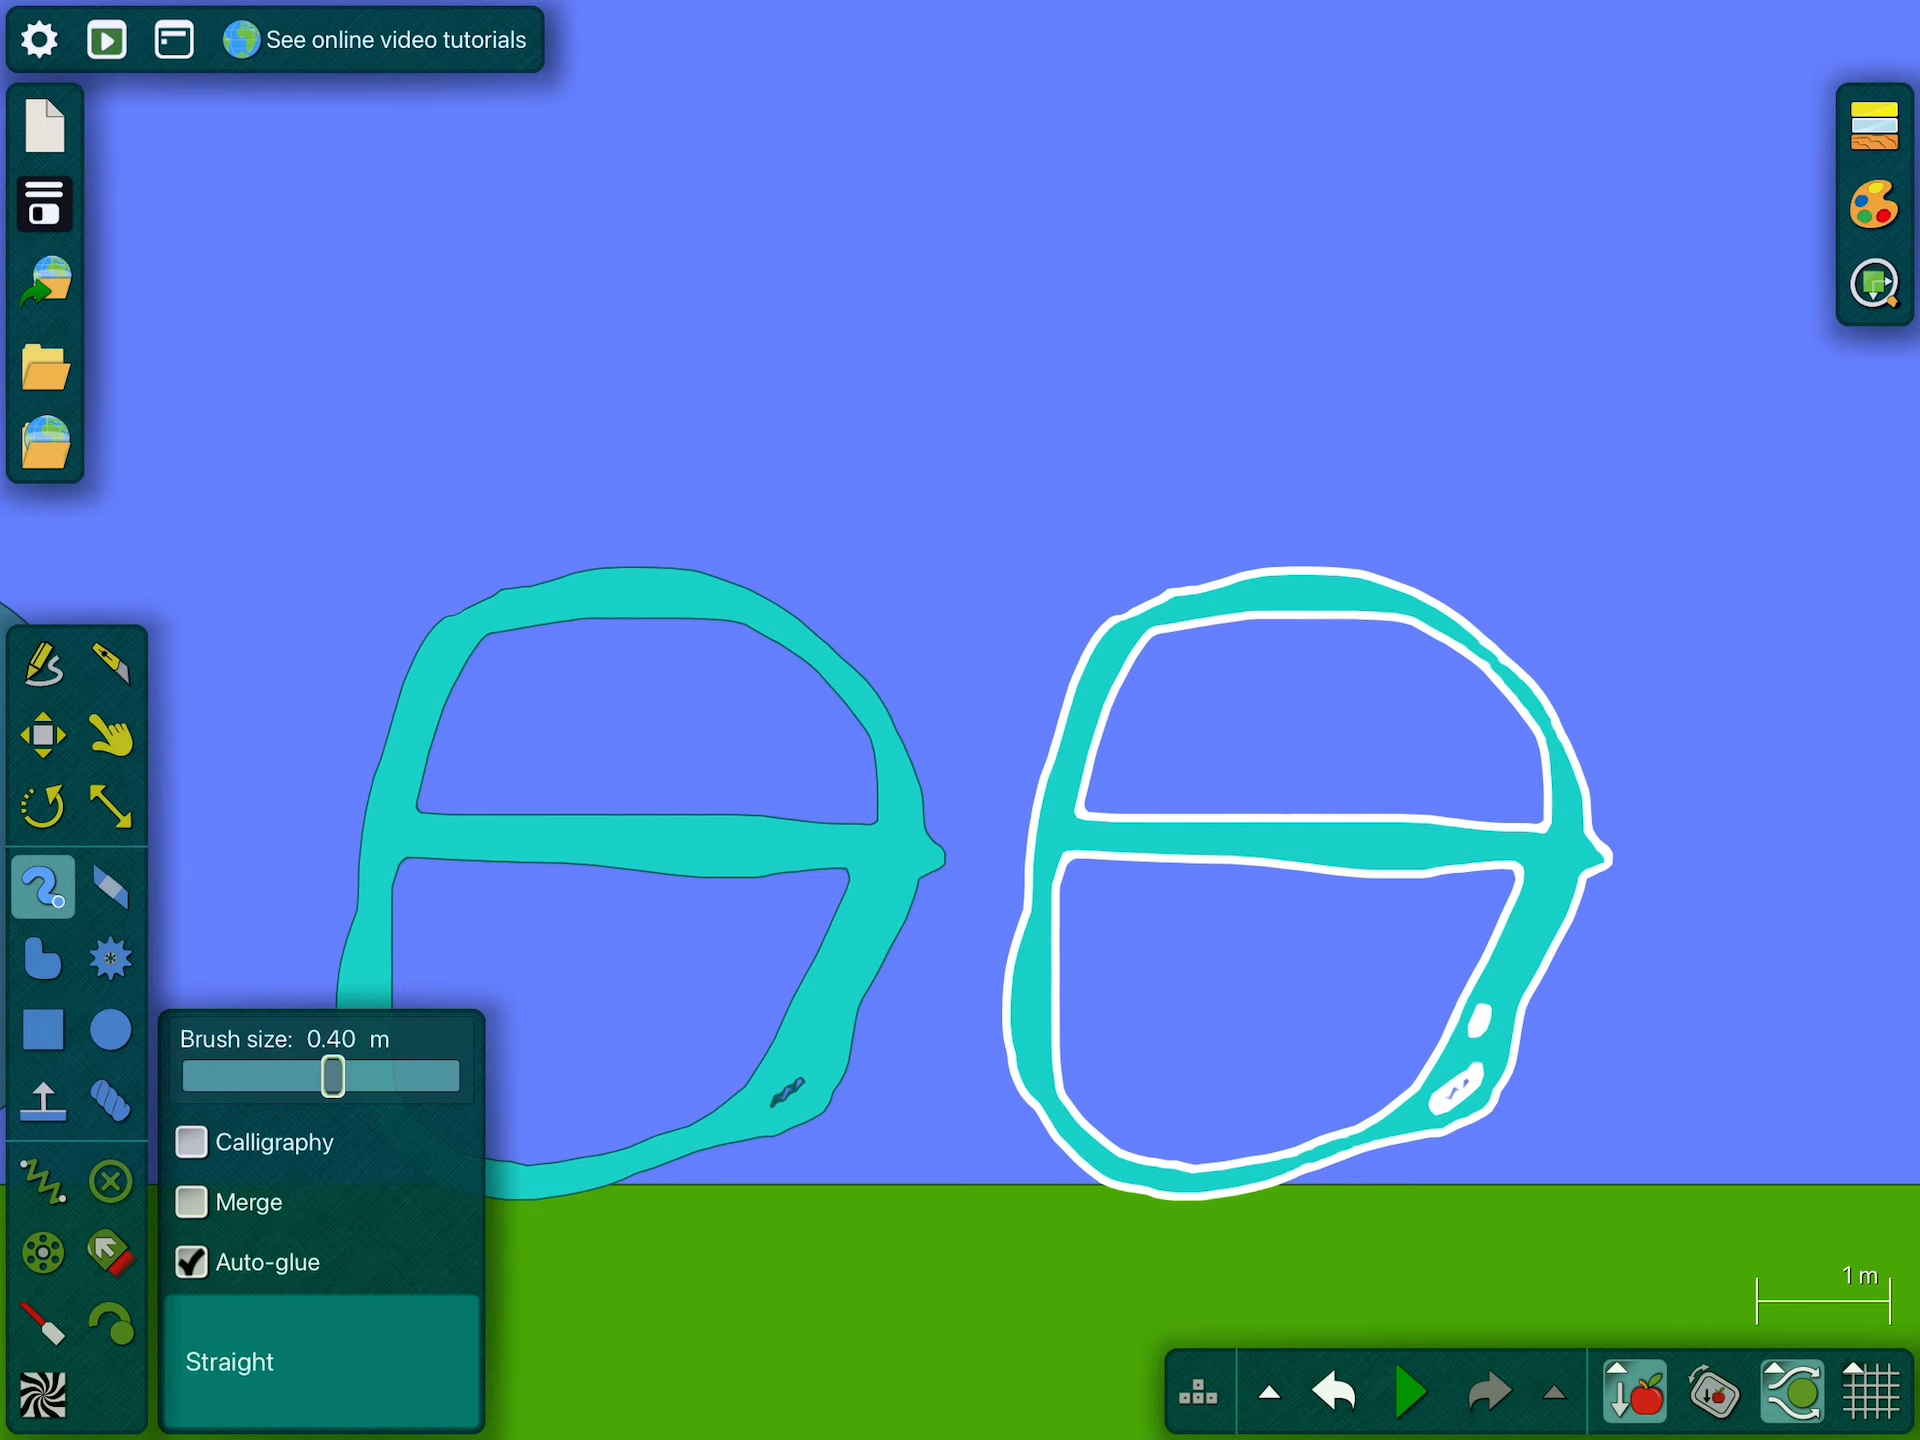 See online video tutorials
Brush size: 0.40 m
Calligraphy
Merge
Auto-glue
Straight
1 m